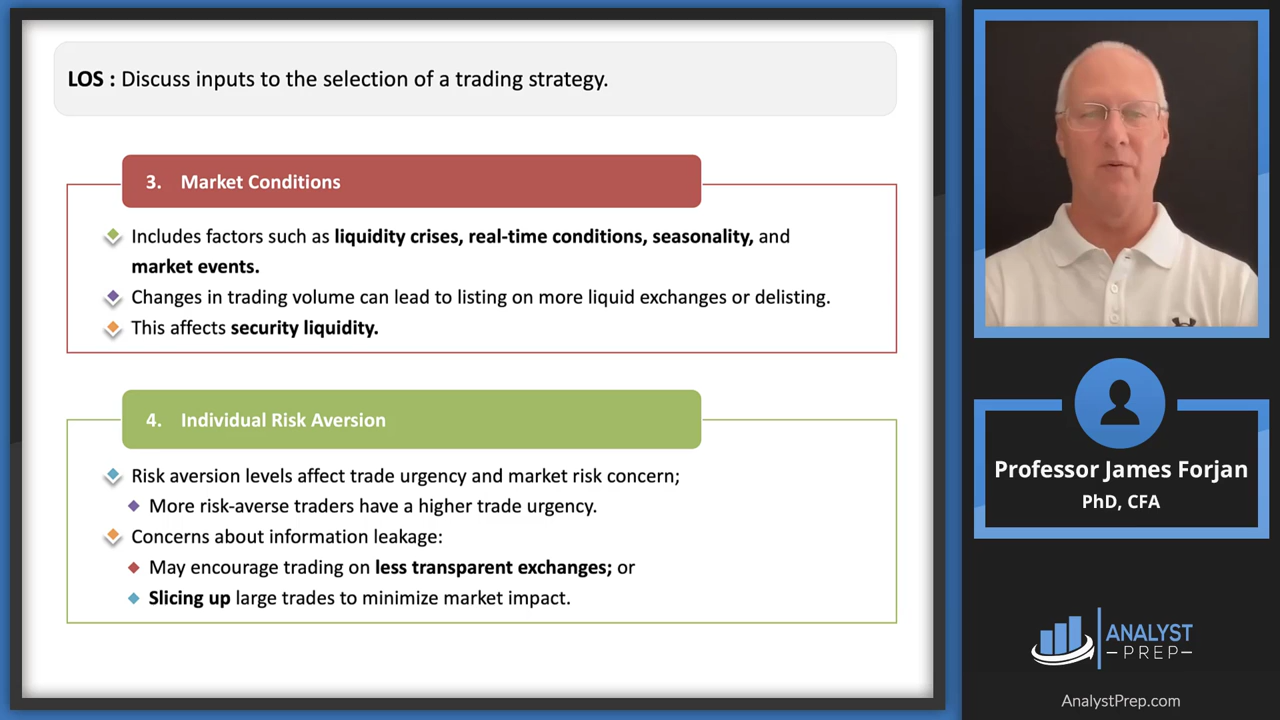 LOS : Discuss inputs to the selection of a trading strategy.
3. Market Conditions
Includes factors such as liquidity crises, real-time conditions, seasonality, and
market events.
Changes in trading volume can lead to listing on more liquid exchanges or delisting.
This affects security liquidity.
4. Individual Risk Aversion
Risk aversion levels affect trade urgency and market risk concern;
More risk-averse traders have a higher trade urgency.
Concerns about information leakage:
May encourage trading on less transparent exchanges; or
Slicing up large trades to minimize market impact.
Professor James Forjan
PhD, CFA
ANALYST
PREP
AnalystPrep.com